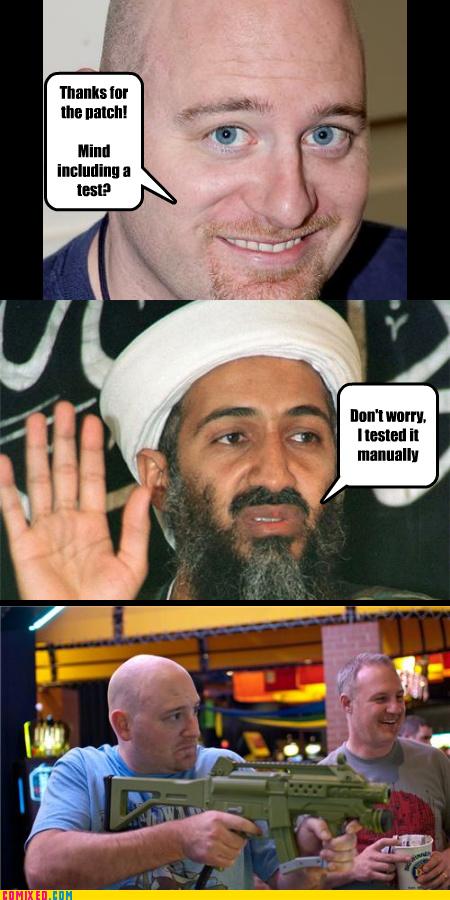 Thanks for
the patch!
Mind
including a
test?
Don't worry,
I tested it
manually
COMIXED.COM